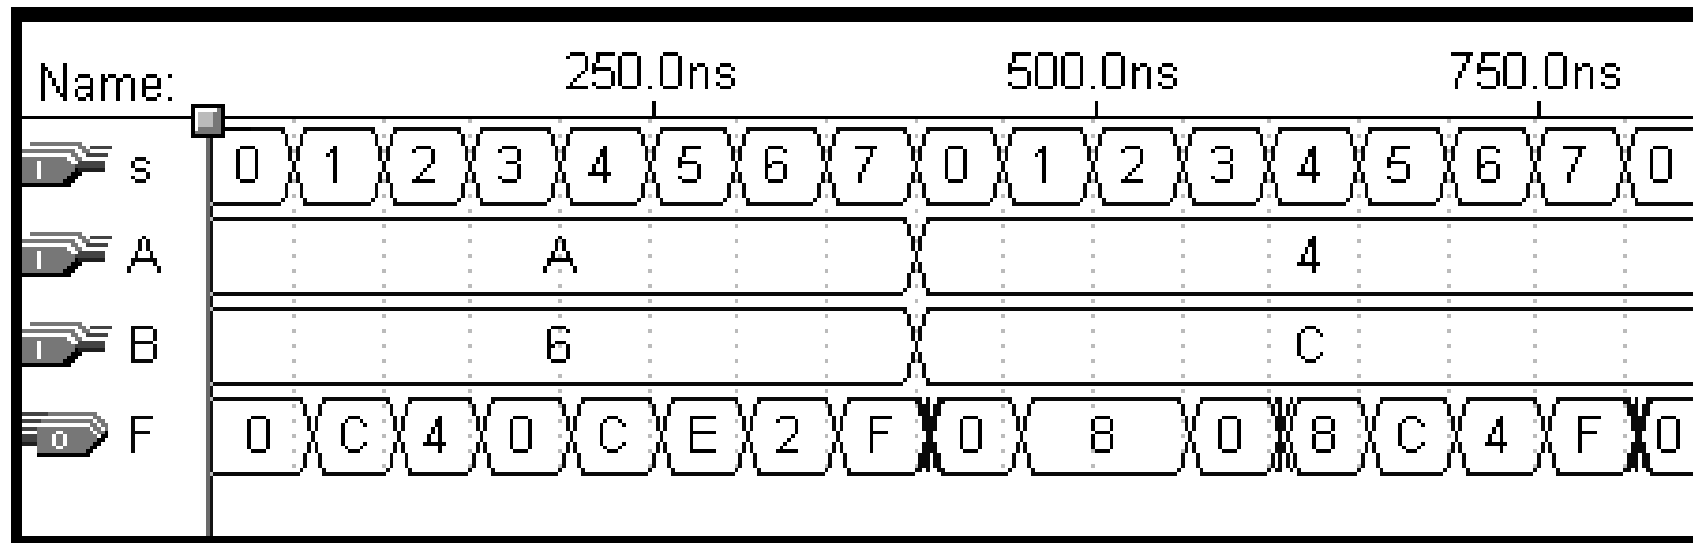 250.0ns 500.0ns 750.0ns
Name:
I s 0 1 2 3 4 5 6 7 0 1 2 3 4 5 6 7 0
I A A 4
I B 6 C
O F 0 C 4 0 C E 2 F 0 8 0 8 C 4 F 0